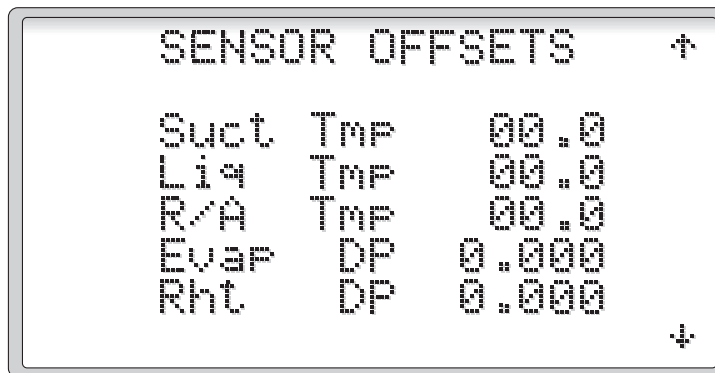 SENSOR OFFSETS ↑
Suct Tmp 00.0
Liq Tmp 00.0
R/A Tmp 00.0
Evap DP 0.000
Rht DP 0.000
↓